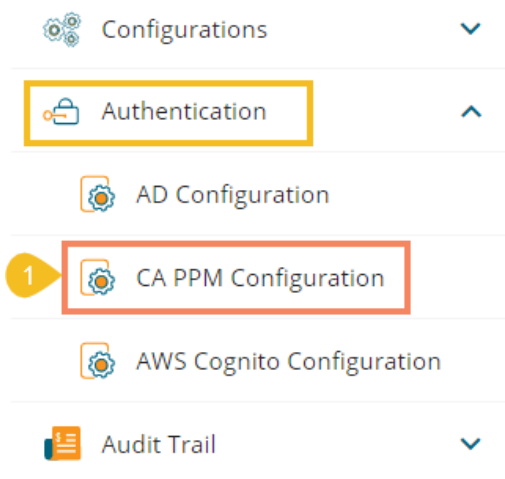 Configurations
Authentication
AD Configuration
1
CA PPM Configuration
AWS Cognito Configuration
Audit Trail